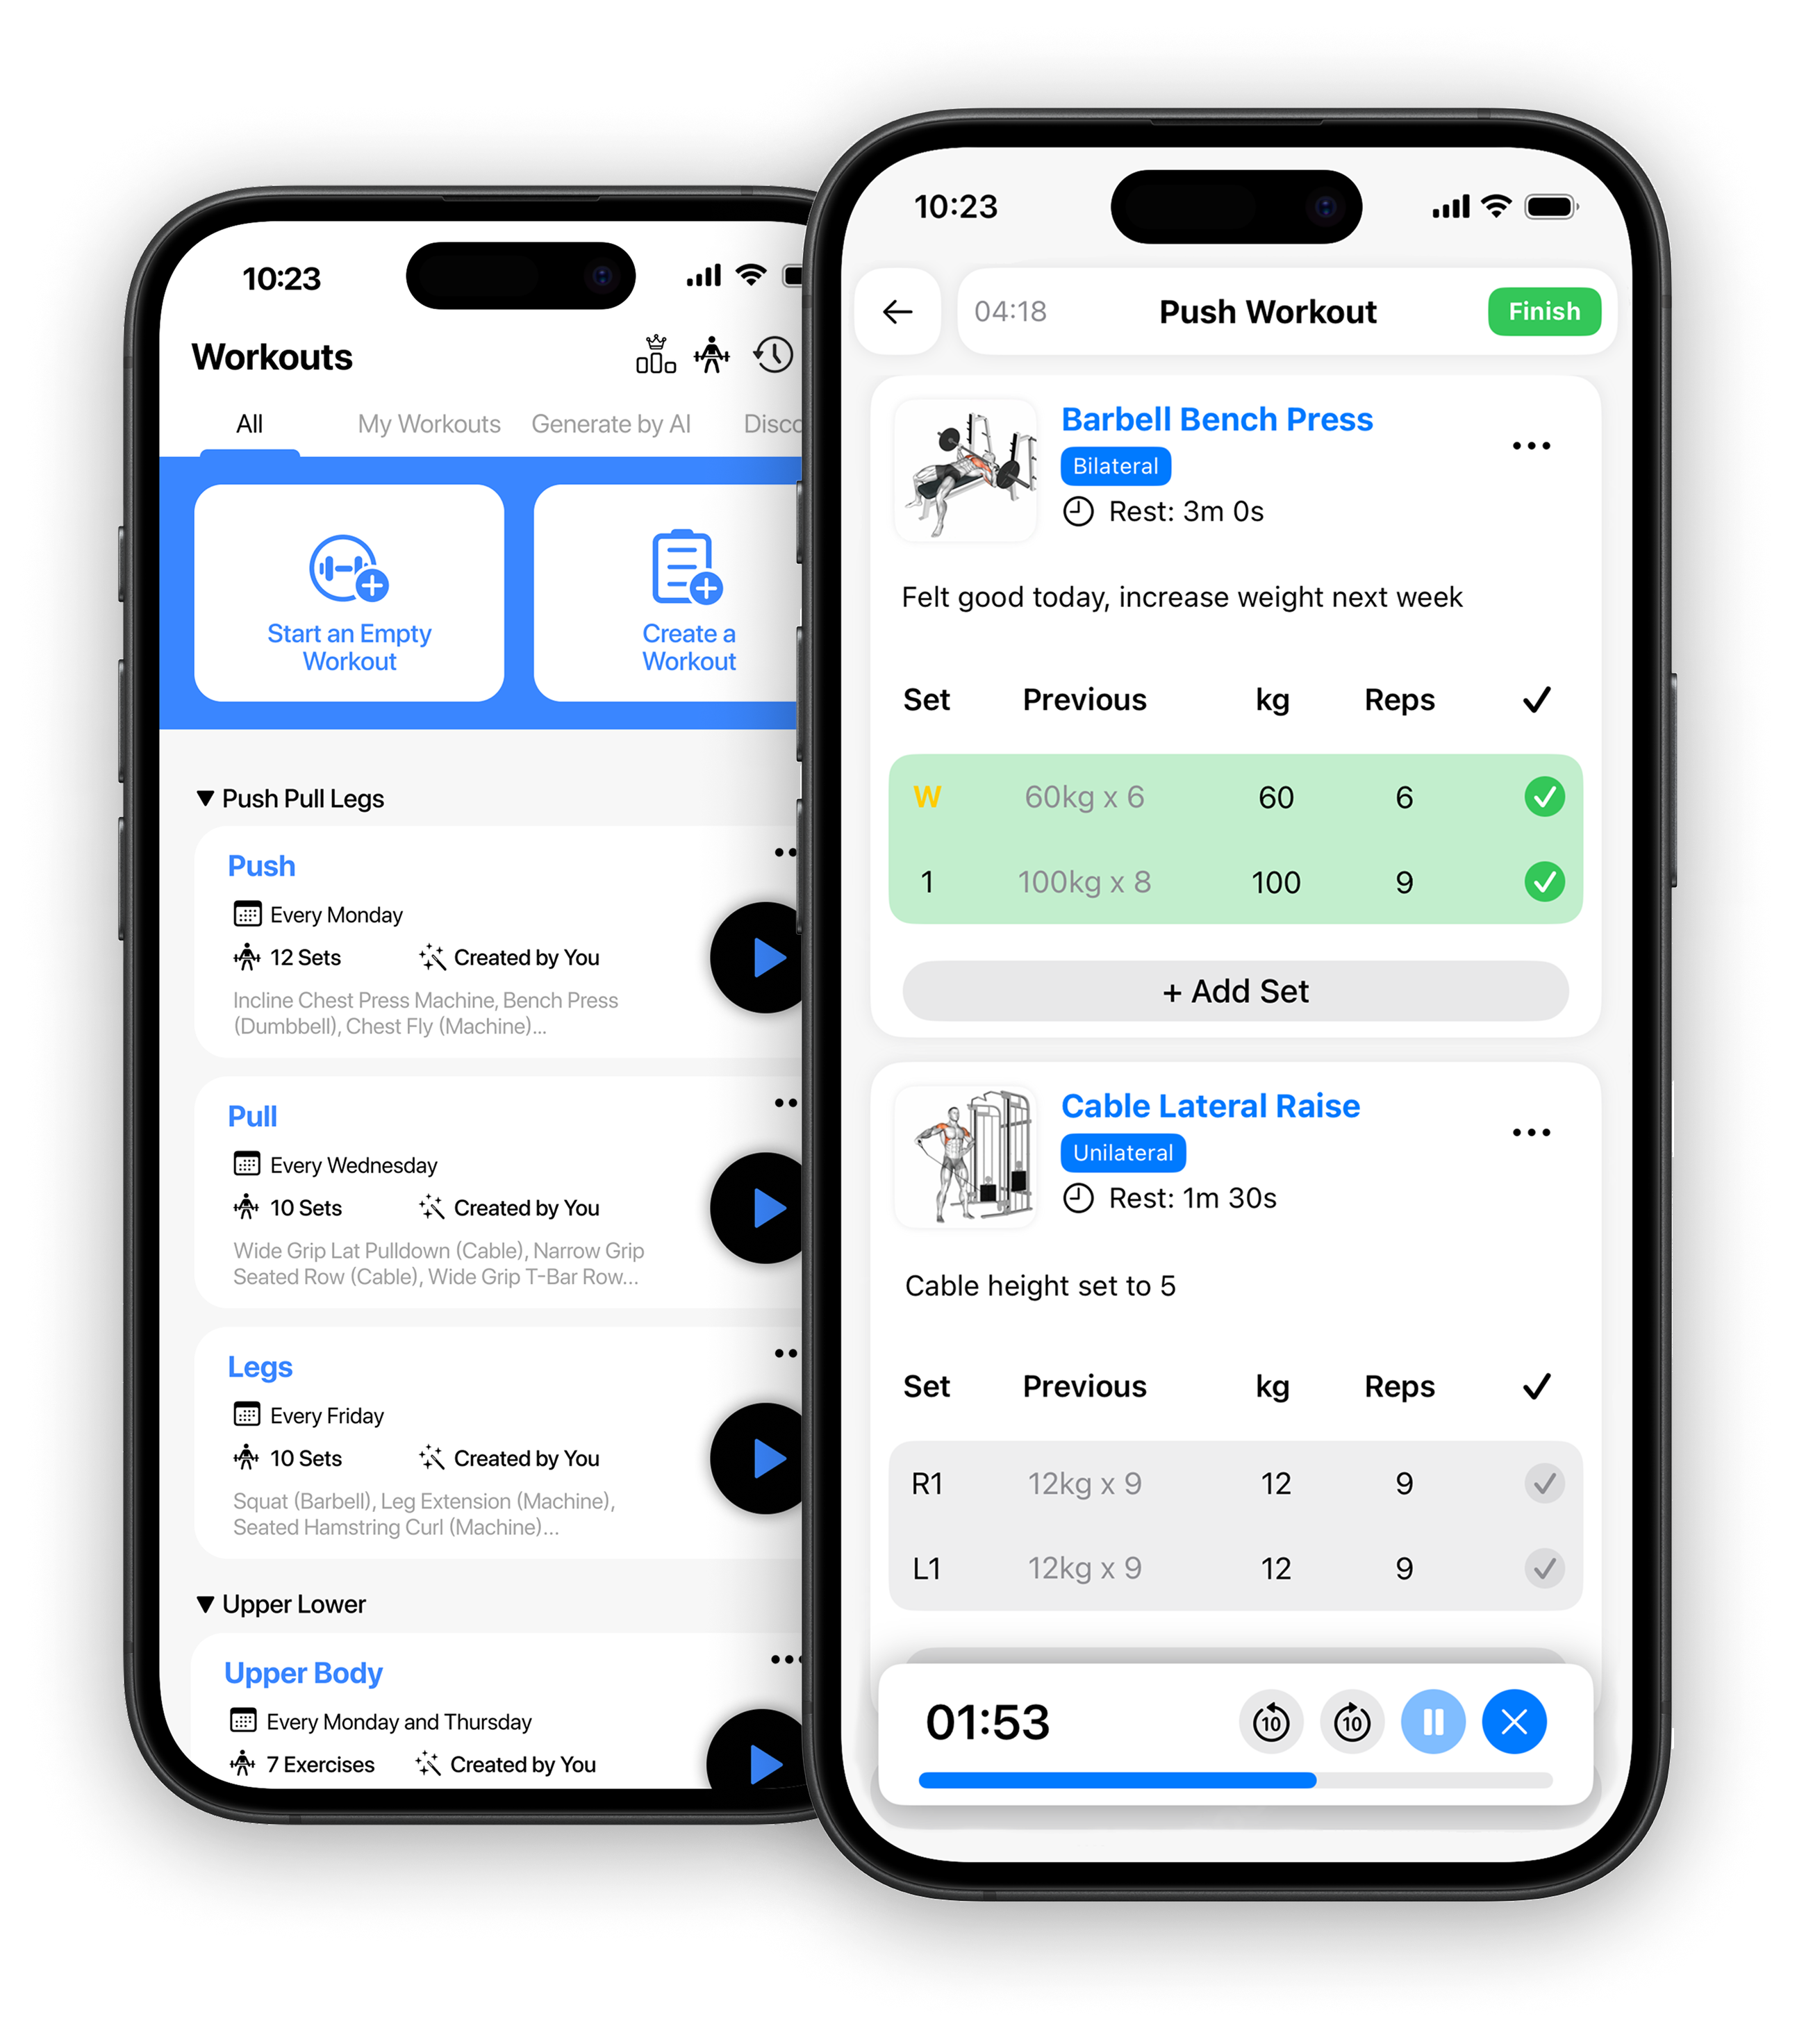 10:23
Workouts
All
My Workouts
Generate by AI
Disco
Start an Empty
Workout
Create a
Workout
▼ Push Pull Legs
Push
Every Monday
12 Sets
Created by You
Incline Chest Press Machine, Bench Press
(Dumbbell), Chest Fly (Machine)...
Pull
Every Wednesday
10 Sets
Created by You
Wide Grip Lat Pulldown (Cable), Narrow Grip
Seated Row (Cable), Wide Grip T-Bar Row...
Legs
Every Friday
10 Sets
Created by You
Squat (Barbell), Leg Extension (Machine),
Seated Hamstring Curl (Machine)...
▼ Upper Lower
Upper Body
Every Monday and Thursday
7 Exercises
Created by You
10:23
04:18
Push Workout
Finish
Barbell Bench Press
Bilateral
Rest: 3m 0s
Felt good today, increase weight next week
Set Previous kg Reps ✓
W 60kg x 6 60 6
1 100kg x 8 100 9
+ Add Set
Cable Lateral Raise
Unilateral
Rest: 1m 30s
Cable height set to 5
Set Previous kg Reps ✓
R1 12kg x 9 12 9
L1 12kg x 9 12 9
01:53
10
10